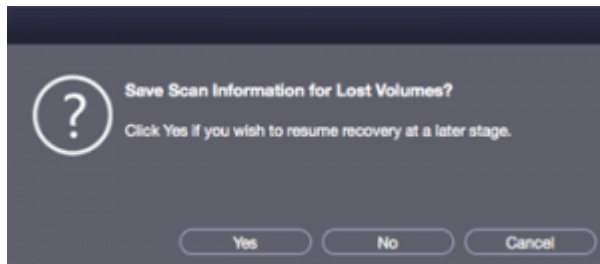 ?
Save Scan Information for Lost Volumes?
Click Yes if you wish to resume recovery at a later stage.
Yes No Cancel